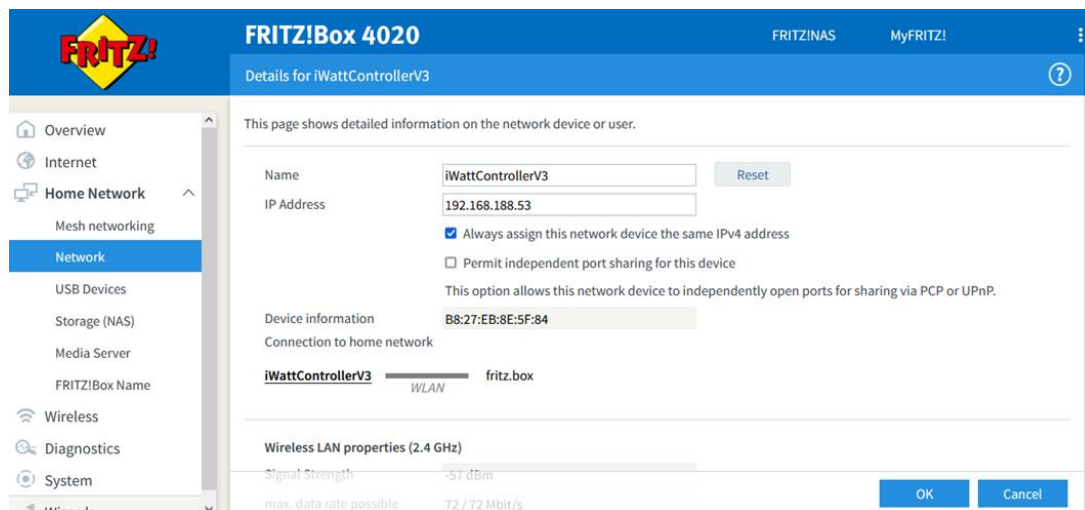 FRITZ!
FRITZ!Box 4020
FRITZ!NAS
MyFRITZ!
Details for iWattControllerV3
Overview
Internet
Home Network
Mesh networking
Network
USB Devices
Storage (NAS)
Media Server
FRITZ!Box Name
Wireless
Diagnostics
System
Wizards
This page shows detailed information on the network device or user.
Name iWattControllerV3 Reset
IP Address 192.168.188.53
Always assign this network device the same IPv4 address
Permit independent port sharing for this device
This option allows this network device to independently open ports for sharing via PCP or UPnP.
Device information B8:27:EB:8E:5F:84
Connection to home network
iWattControllerV3 WLAN fritz.box
Wireless LAN properties (2.4 GHz)
Signal Strength -57 dBm
max. data rate possible 72 / 72 Mbit/s
OK Cancel